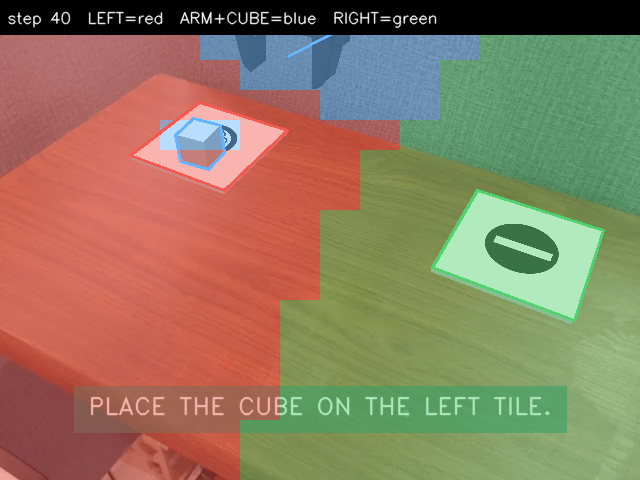 step 40 LEFT=red ARM+CUBE=blue RIGHT=green
PLACE THE CUBE ON THE LEFT TILE.